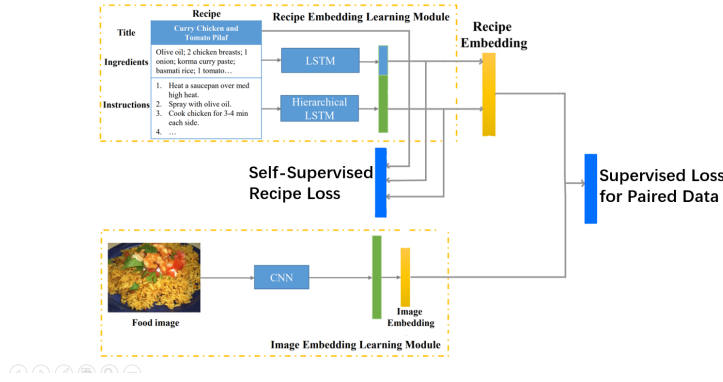 Recipe
Recipe Embedding Learning Module
Title
Curry Chicken and
Tomato Pilaf
Ingredients
Olive oil; 2 chicken breasts; 1
onion; korma curry paste;
basmati rice; 1 tomato…
LSTM
Instructions
1. Heat a saucepan over med
high heat.
2. Spray with olive oil.
3. Cook chicken for 3-4 min
each side.
4. …
Hierarchical
LSTM
Recipe
Embedding
Self-Supervised
Recipe Loss
Supervised Loss
for Paired Data
CNN
Food image
Image
Embedding
Image Embedding Learning Module